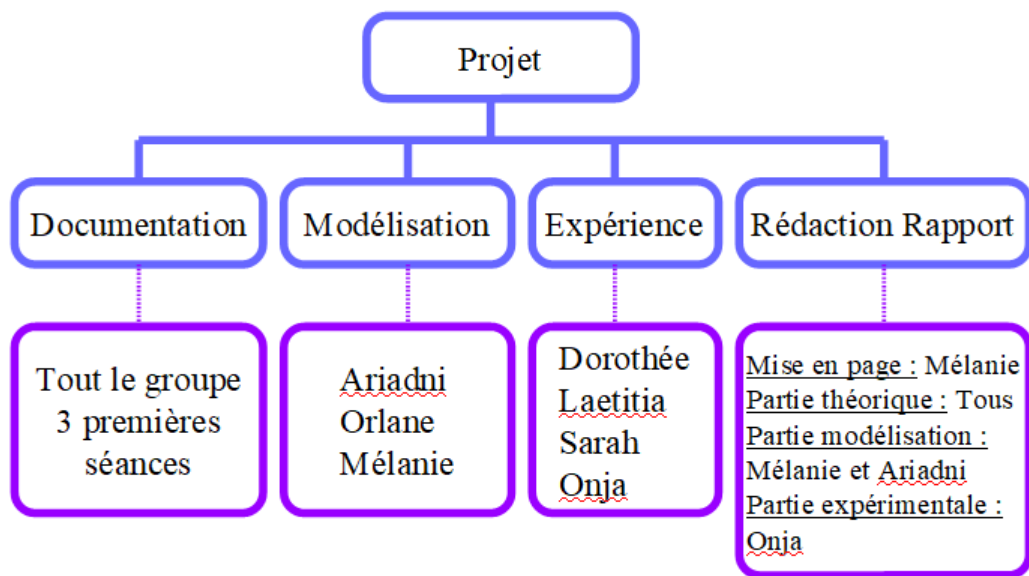 Projet
Documentation
Modélisation
Expérience
Rédaction Rapport
Tout le groupe
3 premières
séances
Ariadni
Orlane
Mélanie
Dorothée
Laetitia
Sarah
Onja
Mise en page : Mélanie
Partie théorique : Tous
Partie modélisation :
Mélanie et Ariadni
Partie expérimentale :
Onja